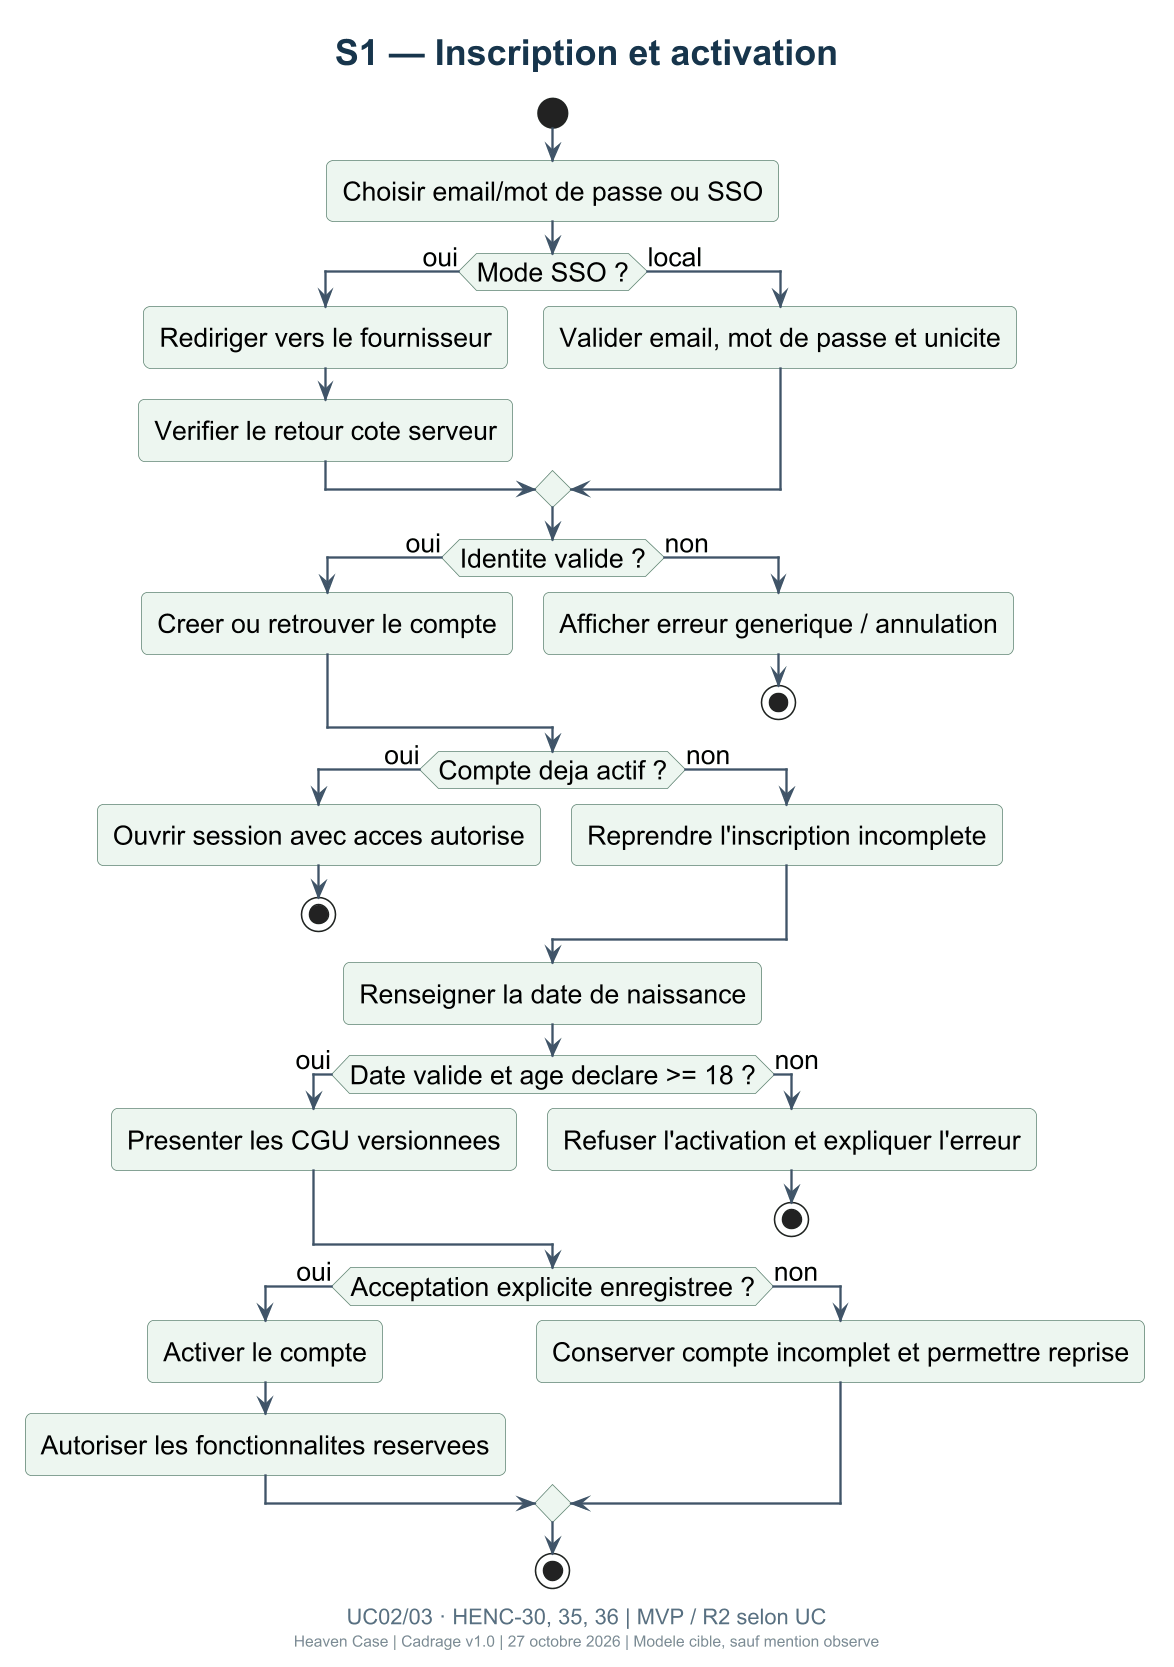 S1 — Inscription et activation
Choisir email/mot de passe ou SSO
oui
Mode SSO ?
local
Rediriger vers le fournisseur
Valider email, mot de passe et unicite
Verifier le retour cote serveur
oui
Identite valide ?
non
Creer ou retrouver le compte
Afficher erreur generique / annulation
oui
Compte deja actif ?
non
Ouvrir session avec acces autorise
Reprendre l'inscription incomplete
Renseigner la date de naissance
oui
Date valide et age declare >= 18 ?
non
Presenter les CGU versionnees
Refuser l'activation et expliquer l'erreur
oui
Acceptation explicite enregistree ?
non
Activer le compte
Conserver compte incomplet et permettre reprise
Autoriser les fonctionnalites reservees
UC02/03 · HENC-30, 35, 36 | MVP / R2 selon UC
Heaven Case | Cadrage v1.0 | 27 octobre 2026 | Modele cible, sauf mention observe